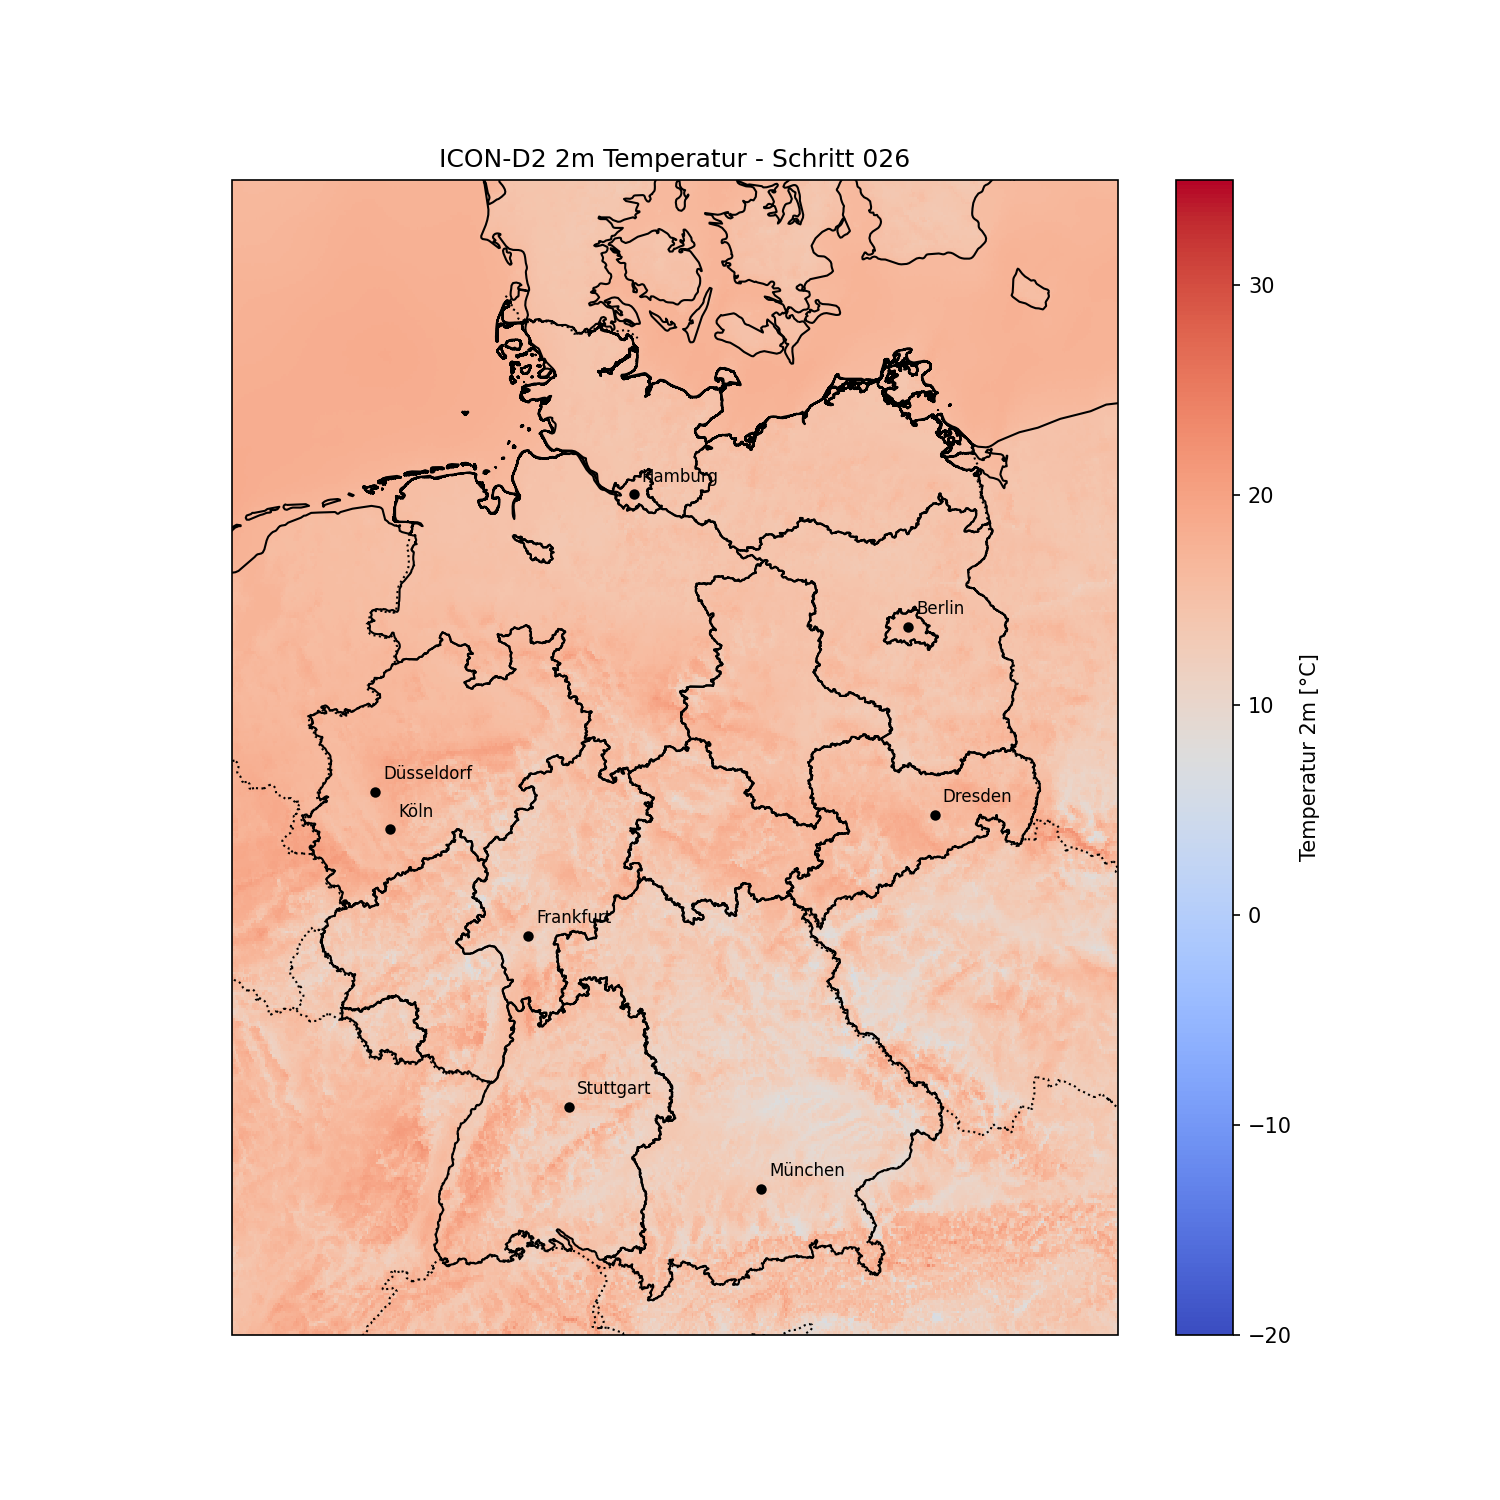 ICON-D2 2m Temperatur - Schritt 026
Hamburg
Berlin
Düsseldorf
Köln
Dresden
Frankfurt
Stuttgart
München
30
20
10
0
−10
−20
Temperatur 2m [°C]